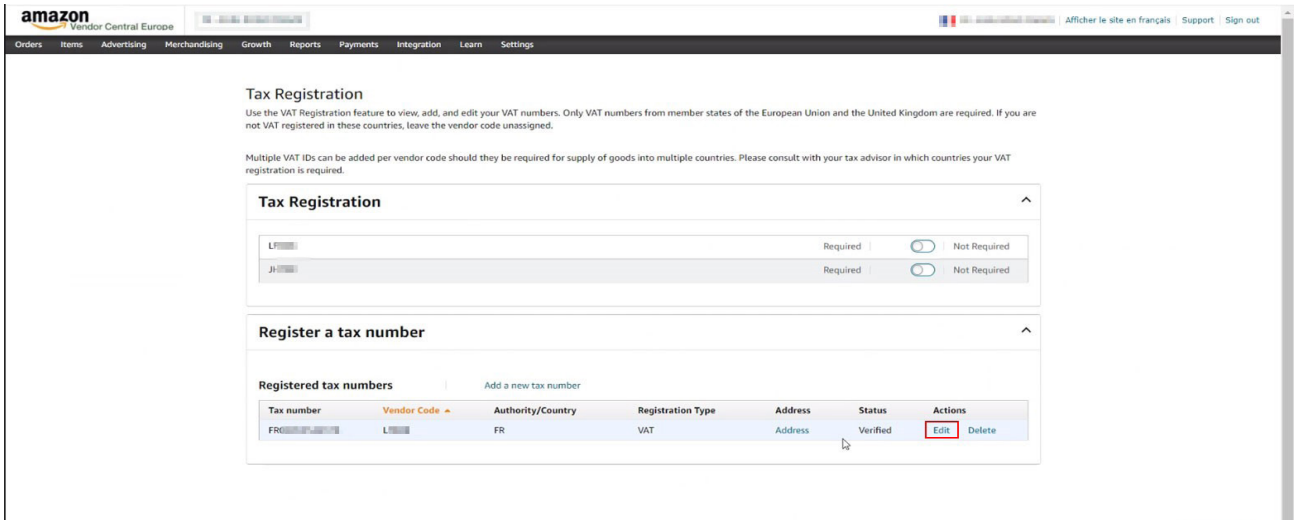 amazon
Vendor Central Europe
Afficher le site en français Support Sign out
Orders Items Advertising Merchandising Growth Reports Payments Integration Learn Settings
Tax Registration
Use the VAT Registration feature to view, add, and edit your VAT numbers. Only VAT numbers from member states of the European Union and the United Kingdom are required. If you are
not VAT registered in these countries, leave the vendor code unassigned.
Multiple VAT IDs can be added per vendor code should they be required for supply of goods into multiple countries. Please consult with your tax advisor in which countries your VAT
registration is required.
Tax Registration
Required Not Required
Required Not Required
Register a tax number
Registered tax numbers Add a new tax number
Tax number Vendor Code Authority/Country Registration Type Address Status Actions
FR VAT Address Verified Edit Delete